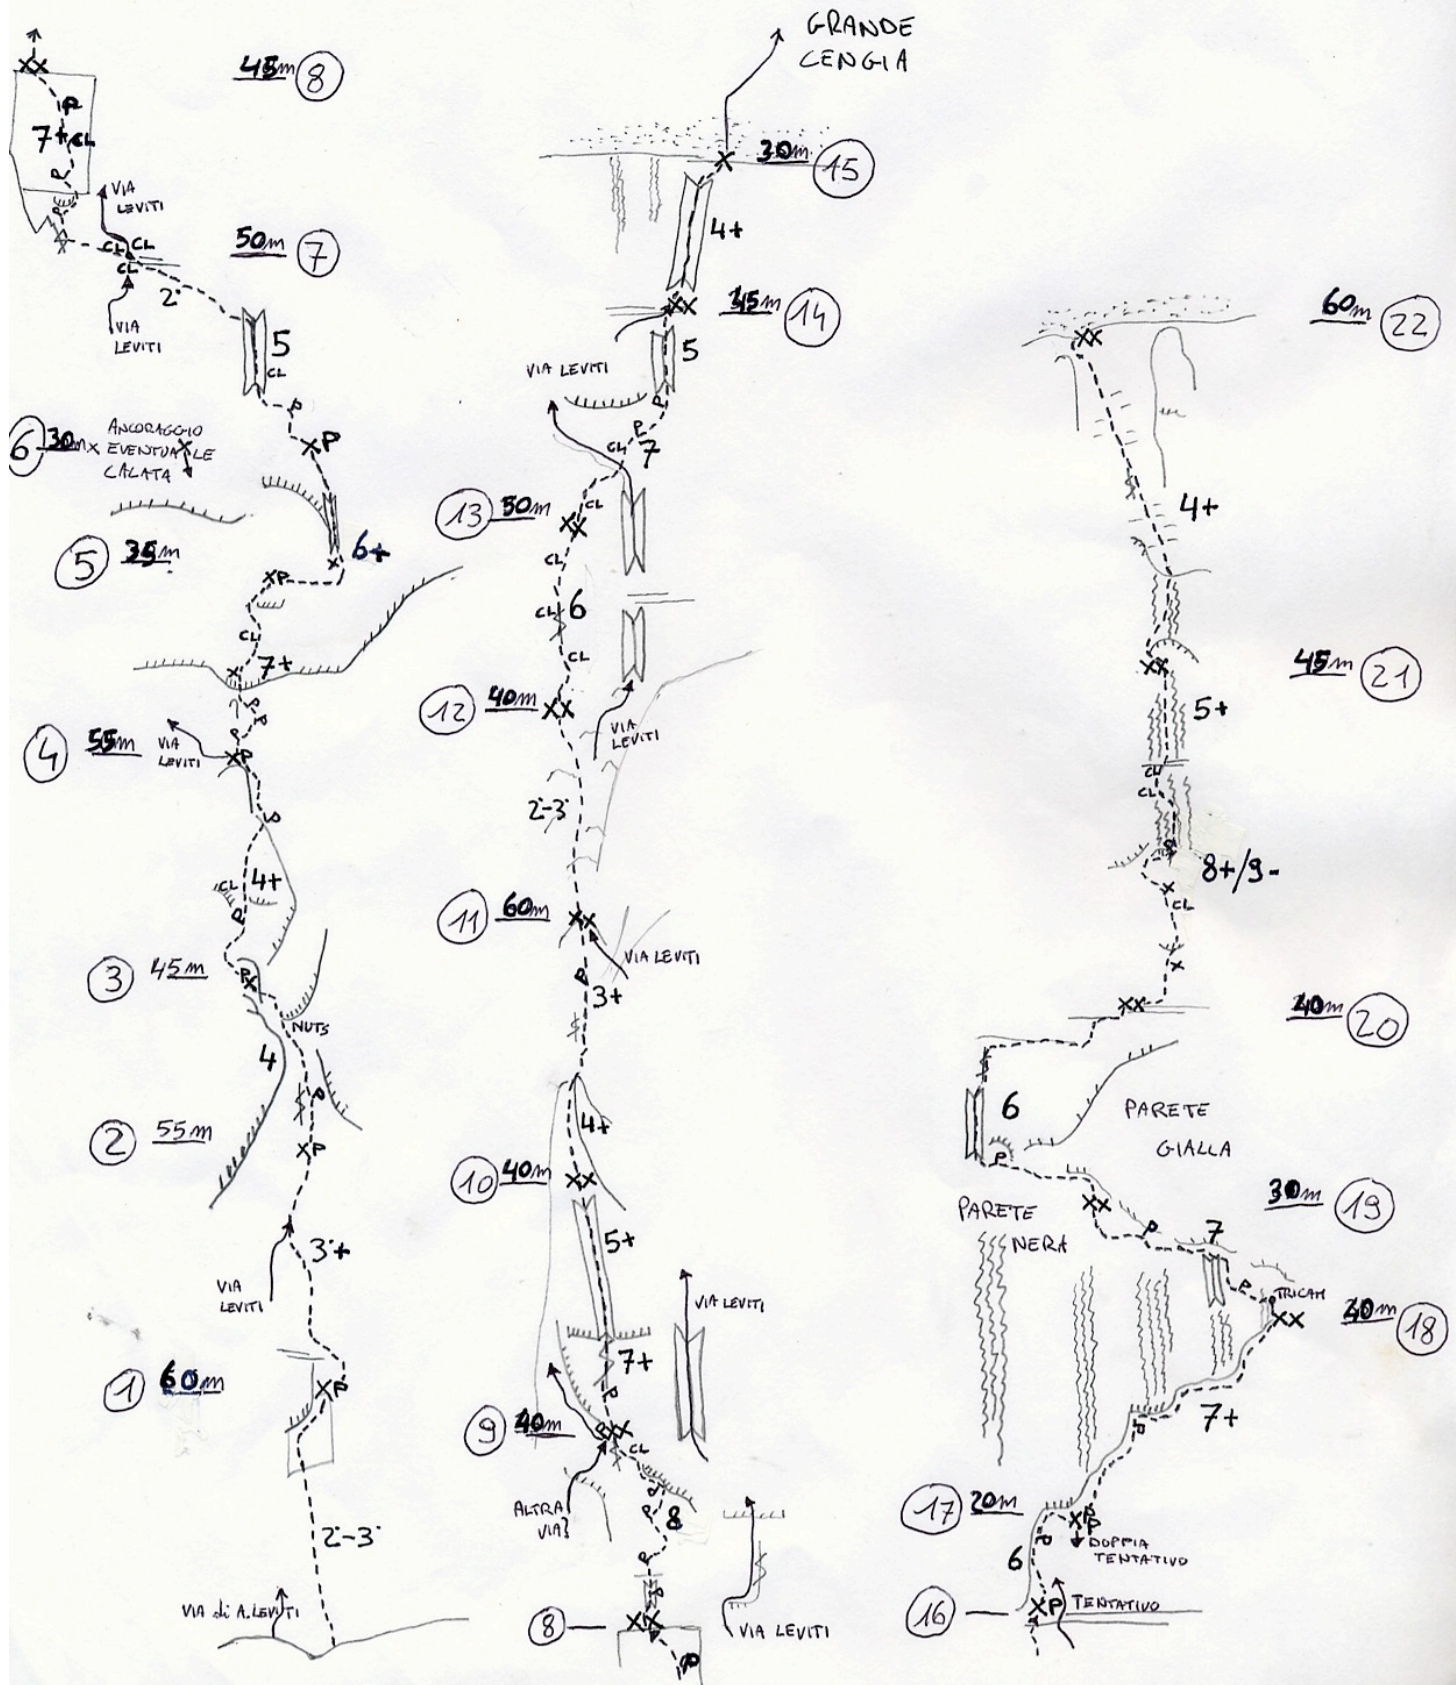 45m 8
7+
P
CL
P
P
VIA
LEVITI
CL CL
CL
50m 7
2°
VIA
LEVITI
5
CL
P
6 30m x ANCORAGGIO
EVENTUALE
CALATA
P
5 35m
6+
P
CL
7+
P
P
P
P
4 55m VIA
LEVITI
P
P
CL 4+
P
3 45m
P
NUTS
4
P
2 55m
P
3°+
VIA
LEVITI
1 60m
P
2°-3°
VIA di A. LEVITI
GRANDE
CENGIA
30m 15
4+
45m 14
5
VIA LEVITI
P
P
CL 7
13 50m CL
CL
CL 6
CL
12 40m
VIA
LEVITI
2°-3°
11 60m
VIA LEVITI
P
3+
4+
10 40m
5+
VIA LEVITI
7+
P
9 40m
CL
P
ALTRA
VIA?
P
8
P
P
8
VIA LEVITI
P
60m 22
4+
45m 21
5+
CL
CL
8+/9-
CL
40m 20
6 PARETE
GIALLA
P
30m 19
PARETE
NERA
P 7
P
TRICAM
40m 18
7+
P
17 20m
P
P
P
DOPPIA
TENTATIVO
6
16 P TENTATIVO